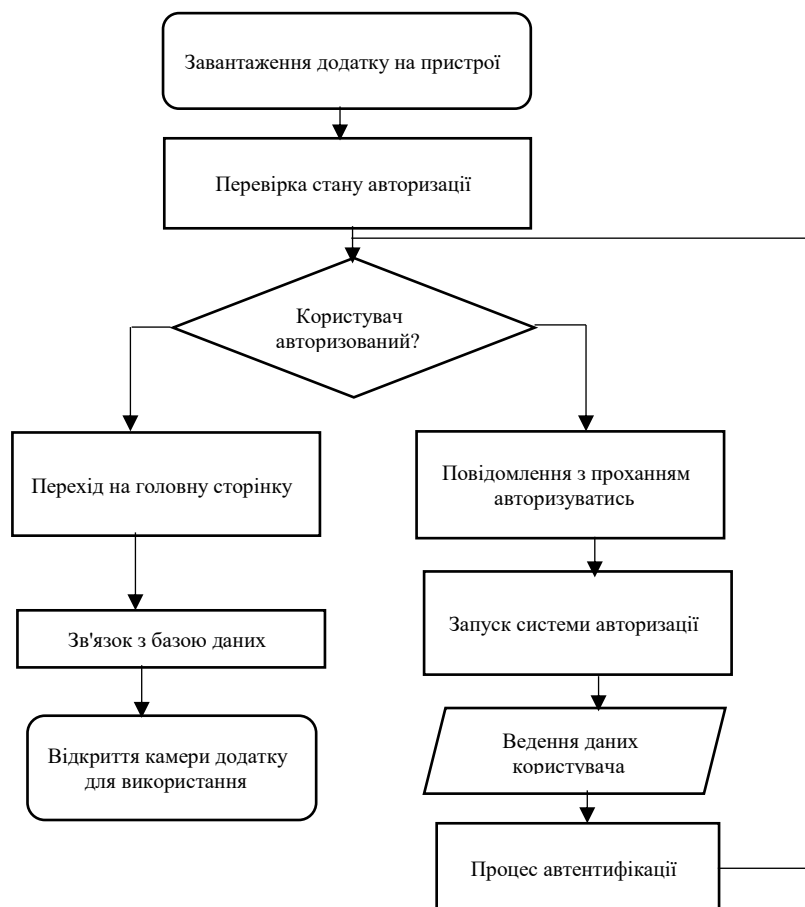 Завантаження додатку на пристрої
Перевірка стану авторизації
Користувач
авторизований?
Перехід на головну сторінку
Зв'язок з базою даних
Відкриття камери додатку
для використання
Повідомлення з проханням
авторизуватись
Запуск системи авторизації
Ведення даних
користувача
Процес автентифікації